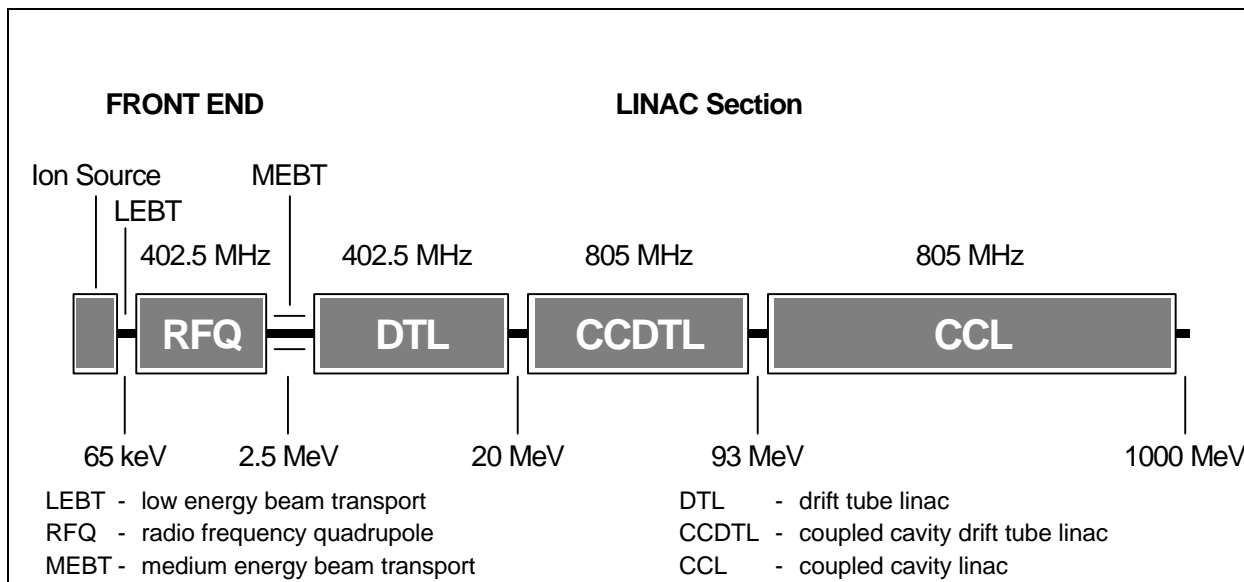 FRONT END LINAC Section
Ion Source MEBT
LEBT
402.5 MHz 402.5 MHz 805 MHz 805 MHz
RFQ DTL CCDTL CCL
65 keV 2.5 MeV 20 MeV 93 MeV 1000 MeV
LEBT - low energy beam transport DTL - drift tube linac
RFQ - radio frequency quadrupole CCDTL - coupled cavity drift tube linac
MEBT - medium energy beam transport CCL - coupled cavity linac